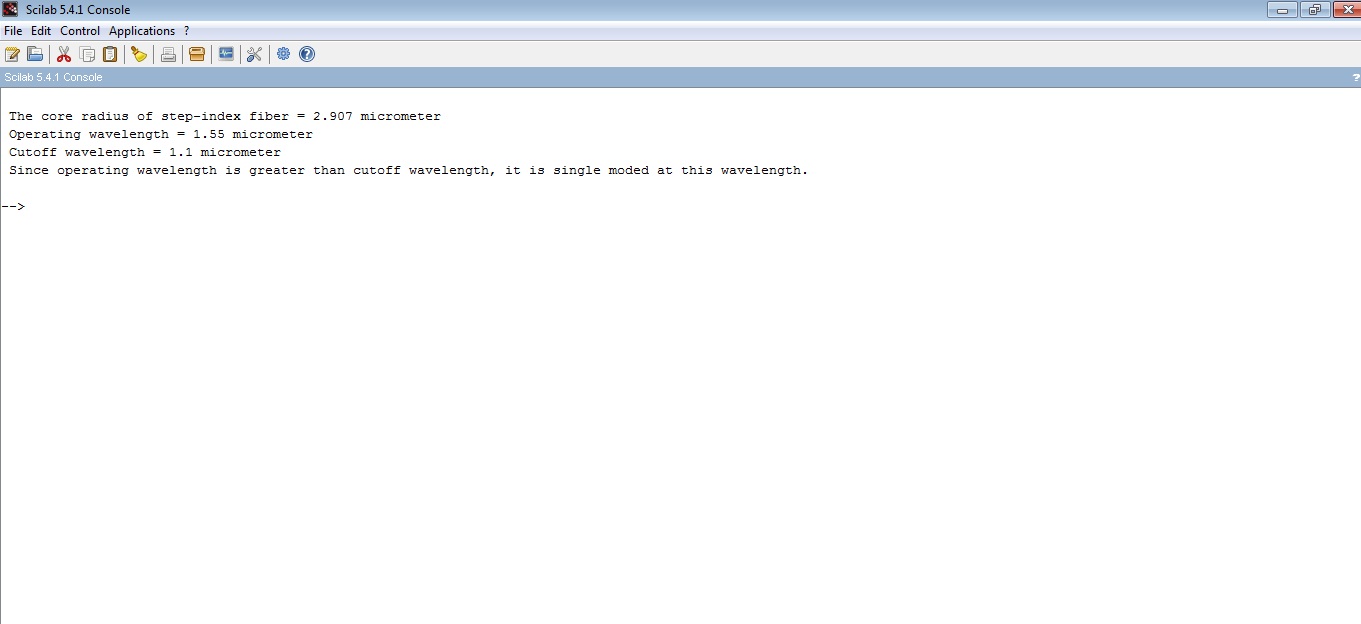 Scilab 5.4.1 Console
File Edit Control Applications ?
Scilab 5.4.1 Console ?
The core radius of step-index fiber = 2.907 micrometer
Operating wavelength = 1.55 micrometer
Cutoff wavelength = 1.1 micrometer
Since operating wavelength is greater than cutoff wavelength, it is single moded at this wavelength.
-->